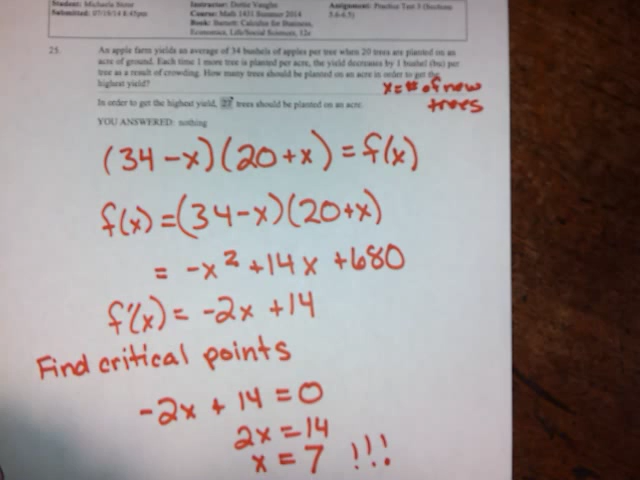 Student: Michaela
Submitted: 07/19/14 8:45pm
Instructor: Dottie Vaughn
Course: Math 1431 Summer 2014
Book: Barnett: Calculus for Business,
Economics, Life/Social Sciences, 12e
Assignment: Practice Test 3 (Sections
5.6-6.5)
25. An apple farm yields an average of 34 bushels of apples per tree when 20 trees are planted on an
acre of ground. Each time 1 more tree is planted per acre, the yield decreases by 1 bushel (bu) per
tree as a result of crowding. How many trees should be planted on an acre in order to get the
highest yield?
x = # of new
trees
In order to get the highest yield, 27 trees should be planted on an acre.
YOU ANSWERED: nothing
(34-x)(20+x) = f(x)
f(x) = (34-x)(20+x)
= -x² + 14x + 680
f'(x) = -2x + 14
Find critical points
-2x + 14 = 0
2x = 14
x = 7 !!!